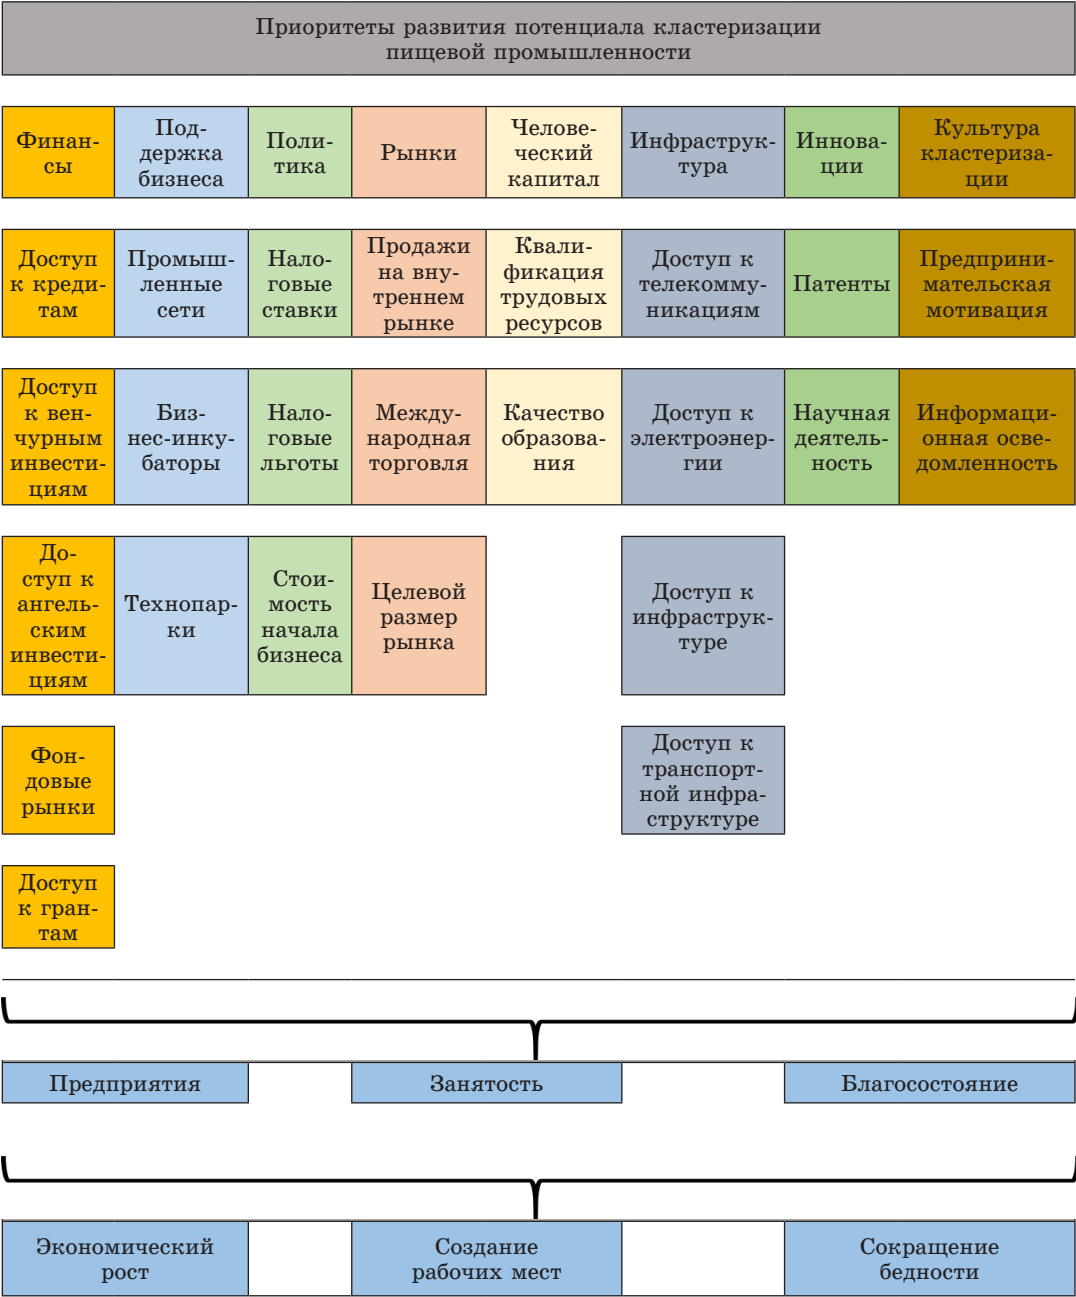 Приоритеты развития потенциала кластеризации
пищевой промышленности
Финан-
сы
Под-
держка
бизнеса
Поли-
тика
Рынки
Челове-
ческий
капитал
Инфраструк-
тура
Иннова-
ции
Культура
кластериза-
ции
Доступ
к креди-
там
Промыш-
ленные
сети
Нало-
говые
ставки
Продажи
на вну-
треннем
рынке
Квали-
фикация
трудовых
ресурсов
Доступ к
телекомму-
никациям
Патенты
Предприни-
мательская
мотивация
Доступ
к вен-
чурным
инвести-
циям
Биз-
нес-инку-
баторы
Нало-
говые
льготы
Между-
народная
торговля
Качество
образова-
ния
Доступ к
электроэнер-
гии
Научная
деятель-
ность
Информаци-
онная осве-
домленность
До-
ступ к
ангель-
ским
инвести-
циям
Технопар-
ки
Стои-
мость
начала
бизнеса
Целевой
размер
рынка
Доступ к
инфраструк-
туре
Фон-
довые
рынки
Доступ к
транспорт-
ной инфра-
структуре
Доступ
к гран-
там
Предприятия
Занятость
Благосостояние
Экономический
рост
Создание
рабочих мест
Сокращение
бедности